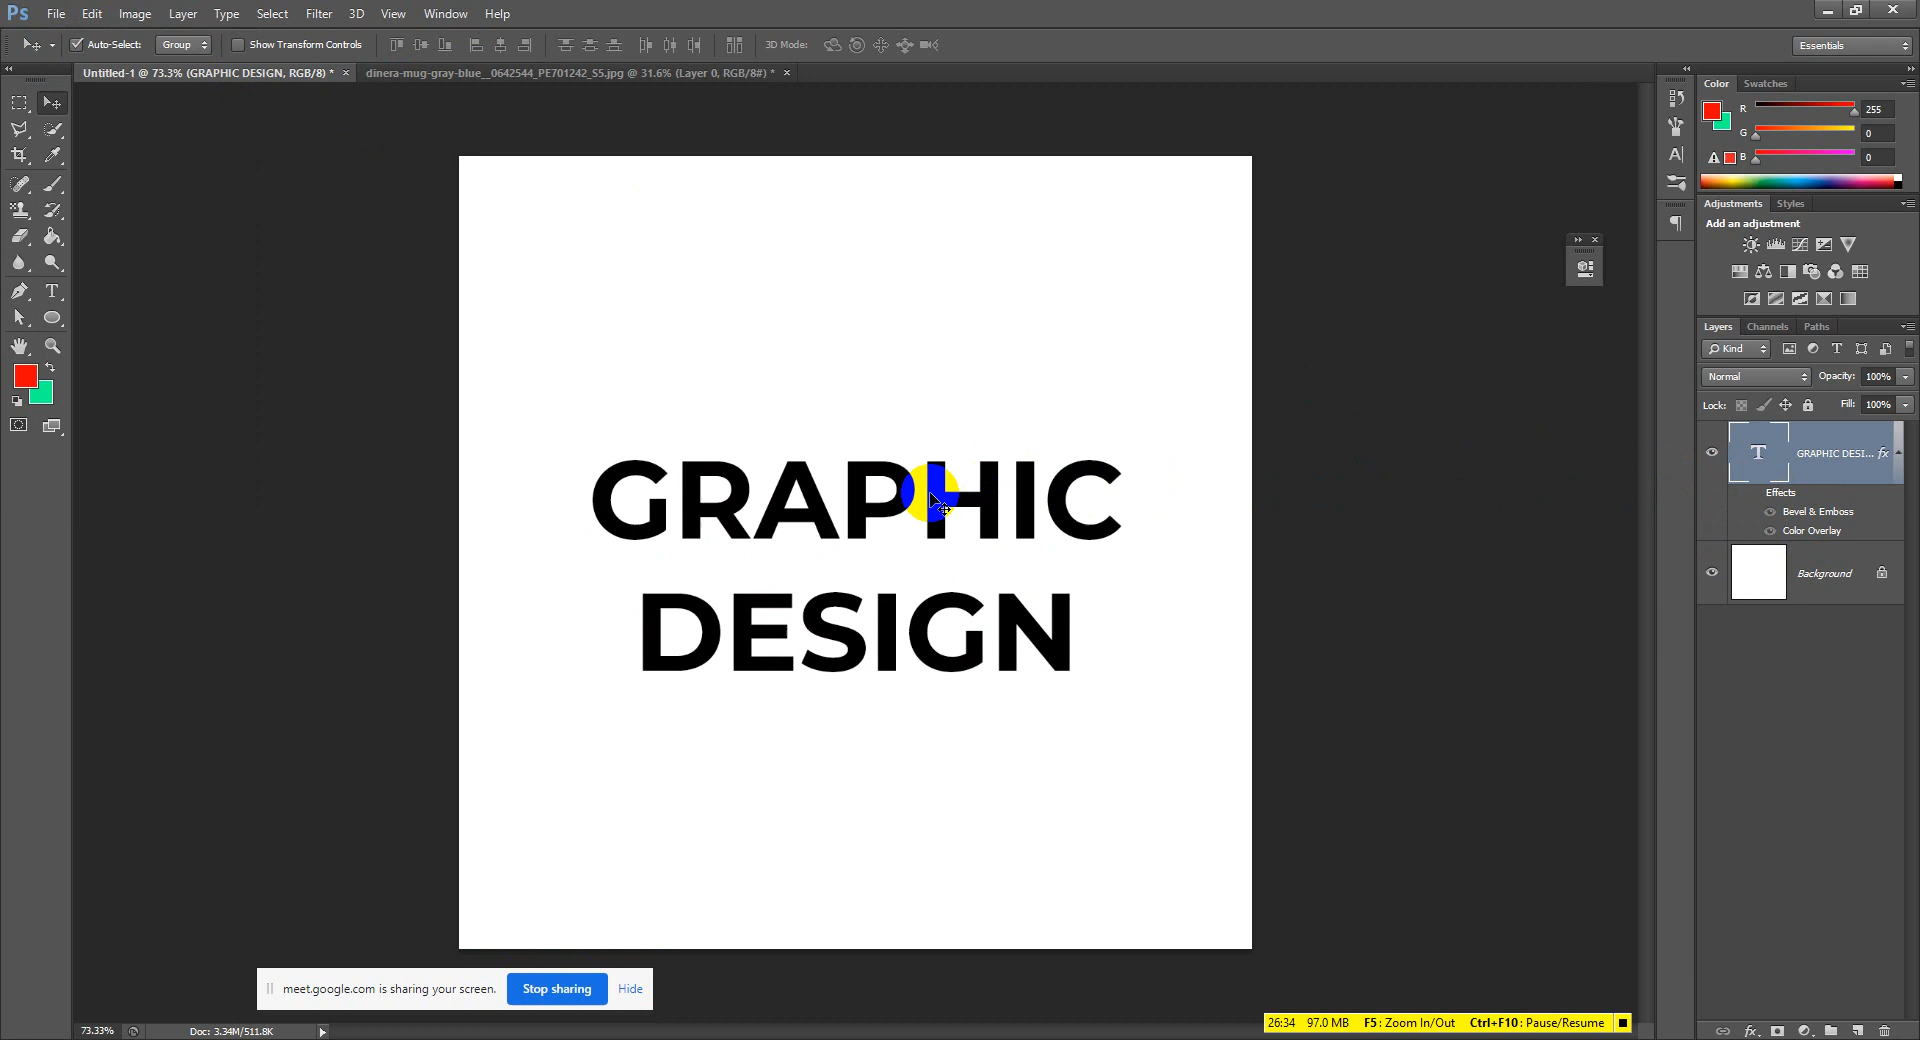 Ps File Edit Image Layer Type Select Filter 3D View Window Help
Auto-Select: Group Show Transform Controls 3D Mode: Essentials
Untitled-1 @ 73.3% (GRAPHIC DESIGN, RGB/8) * × dinera-mug-gray-blue__0642544_PE701242_S5.jpg @ 31.6% (Layer 0, RGB/8#) * ×
Color Swatches
R 255
G 0
B 0
Adjustments Styles
Add an adjustment
Layers Channels Paths
Kind
Normal Opacity: 100%
Lock: Fill: 100%
GRAPHIC DESI... fx
Effects
Bevel & Emboss
Color Overlay
Background
GRAPHIC
DESIGN
meet.google.com is sharing your screen. Stop sharing Hide
26:34 97.0 MB F5: Zoom In/Out Ctrl+F10: Pause/Resume
73.33% Doc: 3.34M/511.8K